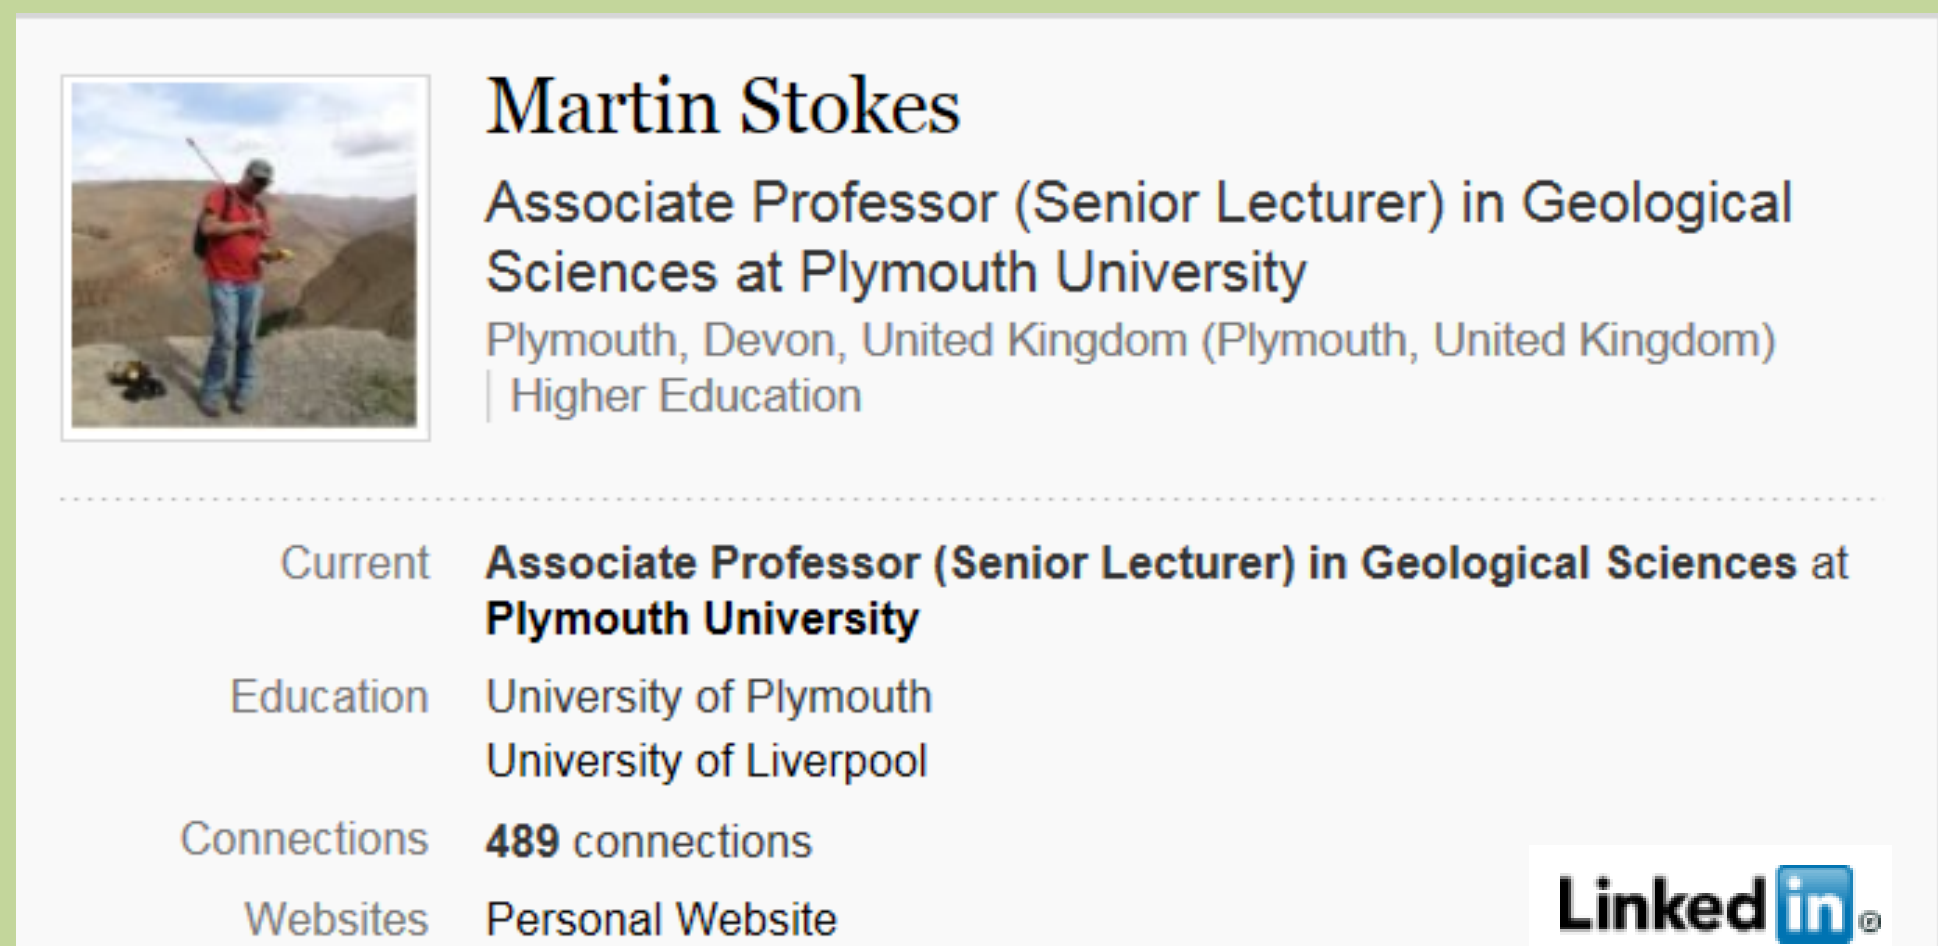 Martin Stokes
Associate Professor (Senior Lecturer) in Geological
Sciences at Plymouth University
Plymouth, Devon, United Kingdom (Plymouth, United Kingdom)
Higher Education
Current Associate Professor (Senior Lecturer) in Geological Sciences at
Plymouth University
Education University of Plymouth
University of Liverpool
Connections 489 connections
Websites Personal Website
Linked in ®